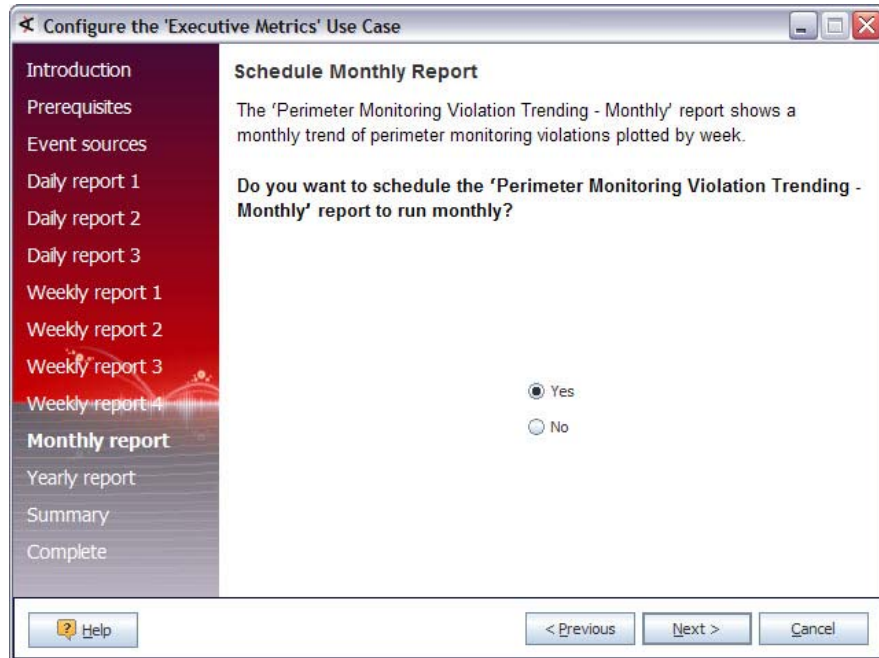 Configure the 'Executive Metrics' Use Case
Introduction
Prerequisites
Event sources
Daily report 1
Daily report 2
Daily report 3
Weekly report 1
Weekly report 2
Weekly report 3
Weekly report 4
Monthly report
Yearly report
Summary
Complete
Schedule Monthly Report
The ‘Perimeter Monitoring Violation Trending - Monthly’ report shows a
monthly trend of perimeter monitoring violations plotted by week.
Do you want to schedule the ‘Perimeter Monitoring Violation Trending -
Monthly’ report to run monthly?
Yes
No
? Help
< Previous
Next >
Cancel